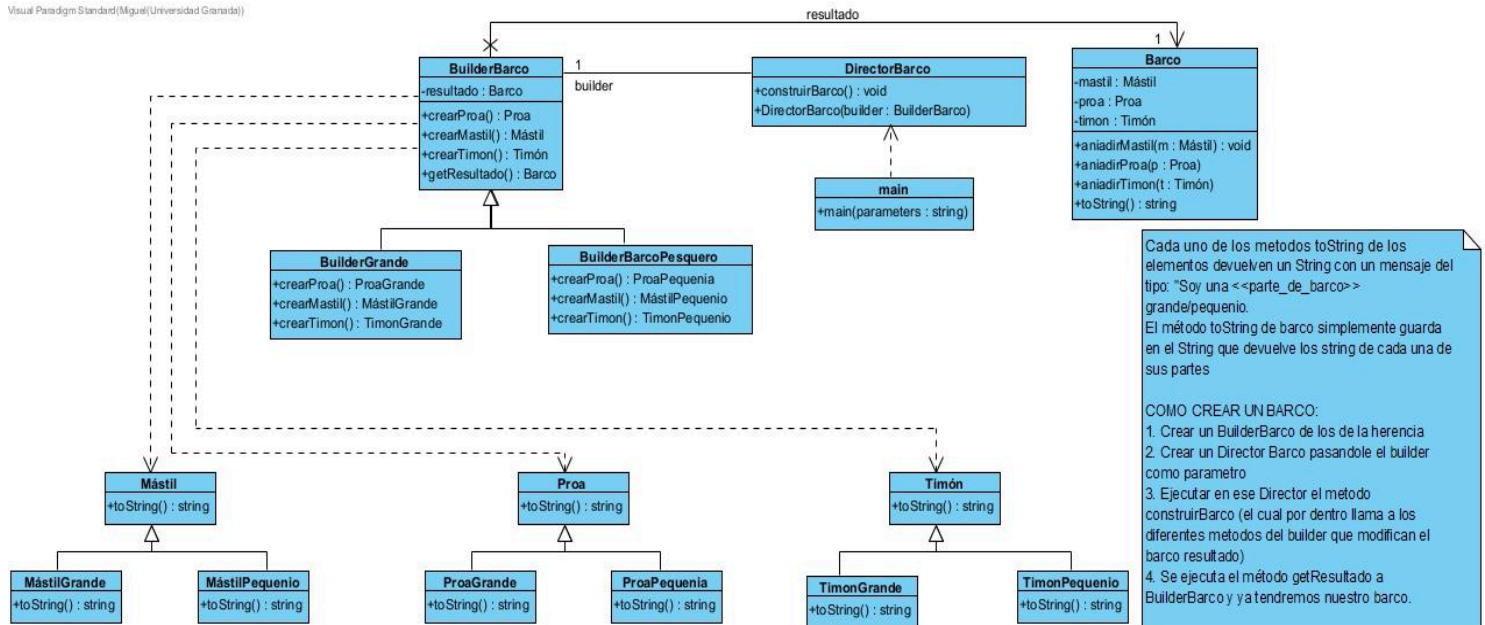 Visual Paradigm Standard(Miguel(Universidad Granada))
resultado
1
BuilderBarco
-resultado : Barco
+crearProa() : Proa
+crearMastil() : Mástil
+crearTimon() : Timón
+getResultado() : Barco
1
builder
DirectorBarco
+construirBarco() : void
+DirectorBarco(builder : BuilderBarco)
Barco
-mastil : Mástil
-proa : Proa
-timon : Timón
+aniadirMastil(m : Mástil) : void
+aniadirProa(p : Proa)
+aniadirTimon(t : Timón)
+toString() : string
main
+main(parameters : string)
BuilderGrande
+crearProa() : ProaGrande
+crearMastil() : MástilGrande
+crearTimon() : TimonGrande
BuilderBarcoPesquero
+crearProa() : ProaPequenia
+crearMastil() : MástilPequenio
+crearTimon() : TimonPequenio
Cada uno de los metodos toString de los
elementos devuelven un String con un mensaje del
tipo: "Soy una <<parte_de_barco>>
grande/pequenio.
El método toString de barco simplemente guarda
en el String que devuelve los string de cada una de
sus partes
COMO CREAR UN BARCO:
1. Crear un BuilderBarco de los de la herencia
2. Crear un Director Barco pasandole el builder
como parametro
3. Ejecutar en ese Director el metodo
construirBarco (el cual por dentro llama a los
diferentes metodos del builder que modifican el
barco resultado)
4. Se ejecuta el método getResultado a
BuilderBarco y ya tendremos nuestro barco.
Mástil
+toString() : string
Proa
+toString() : string
Timón
+toString() : string
MástilGrande
+toString() : string
MástilPequenio
+toString() : string
ProaGrande
+toString() : string
ProaPequenia
+toString() : string
TimonGrande
+toString() : string
TimonPequenio
+toString() : string